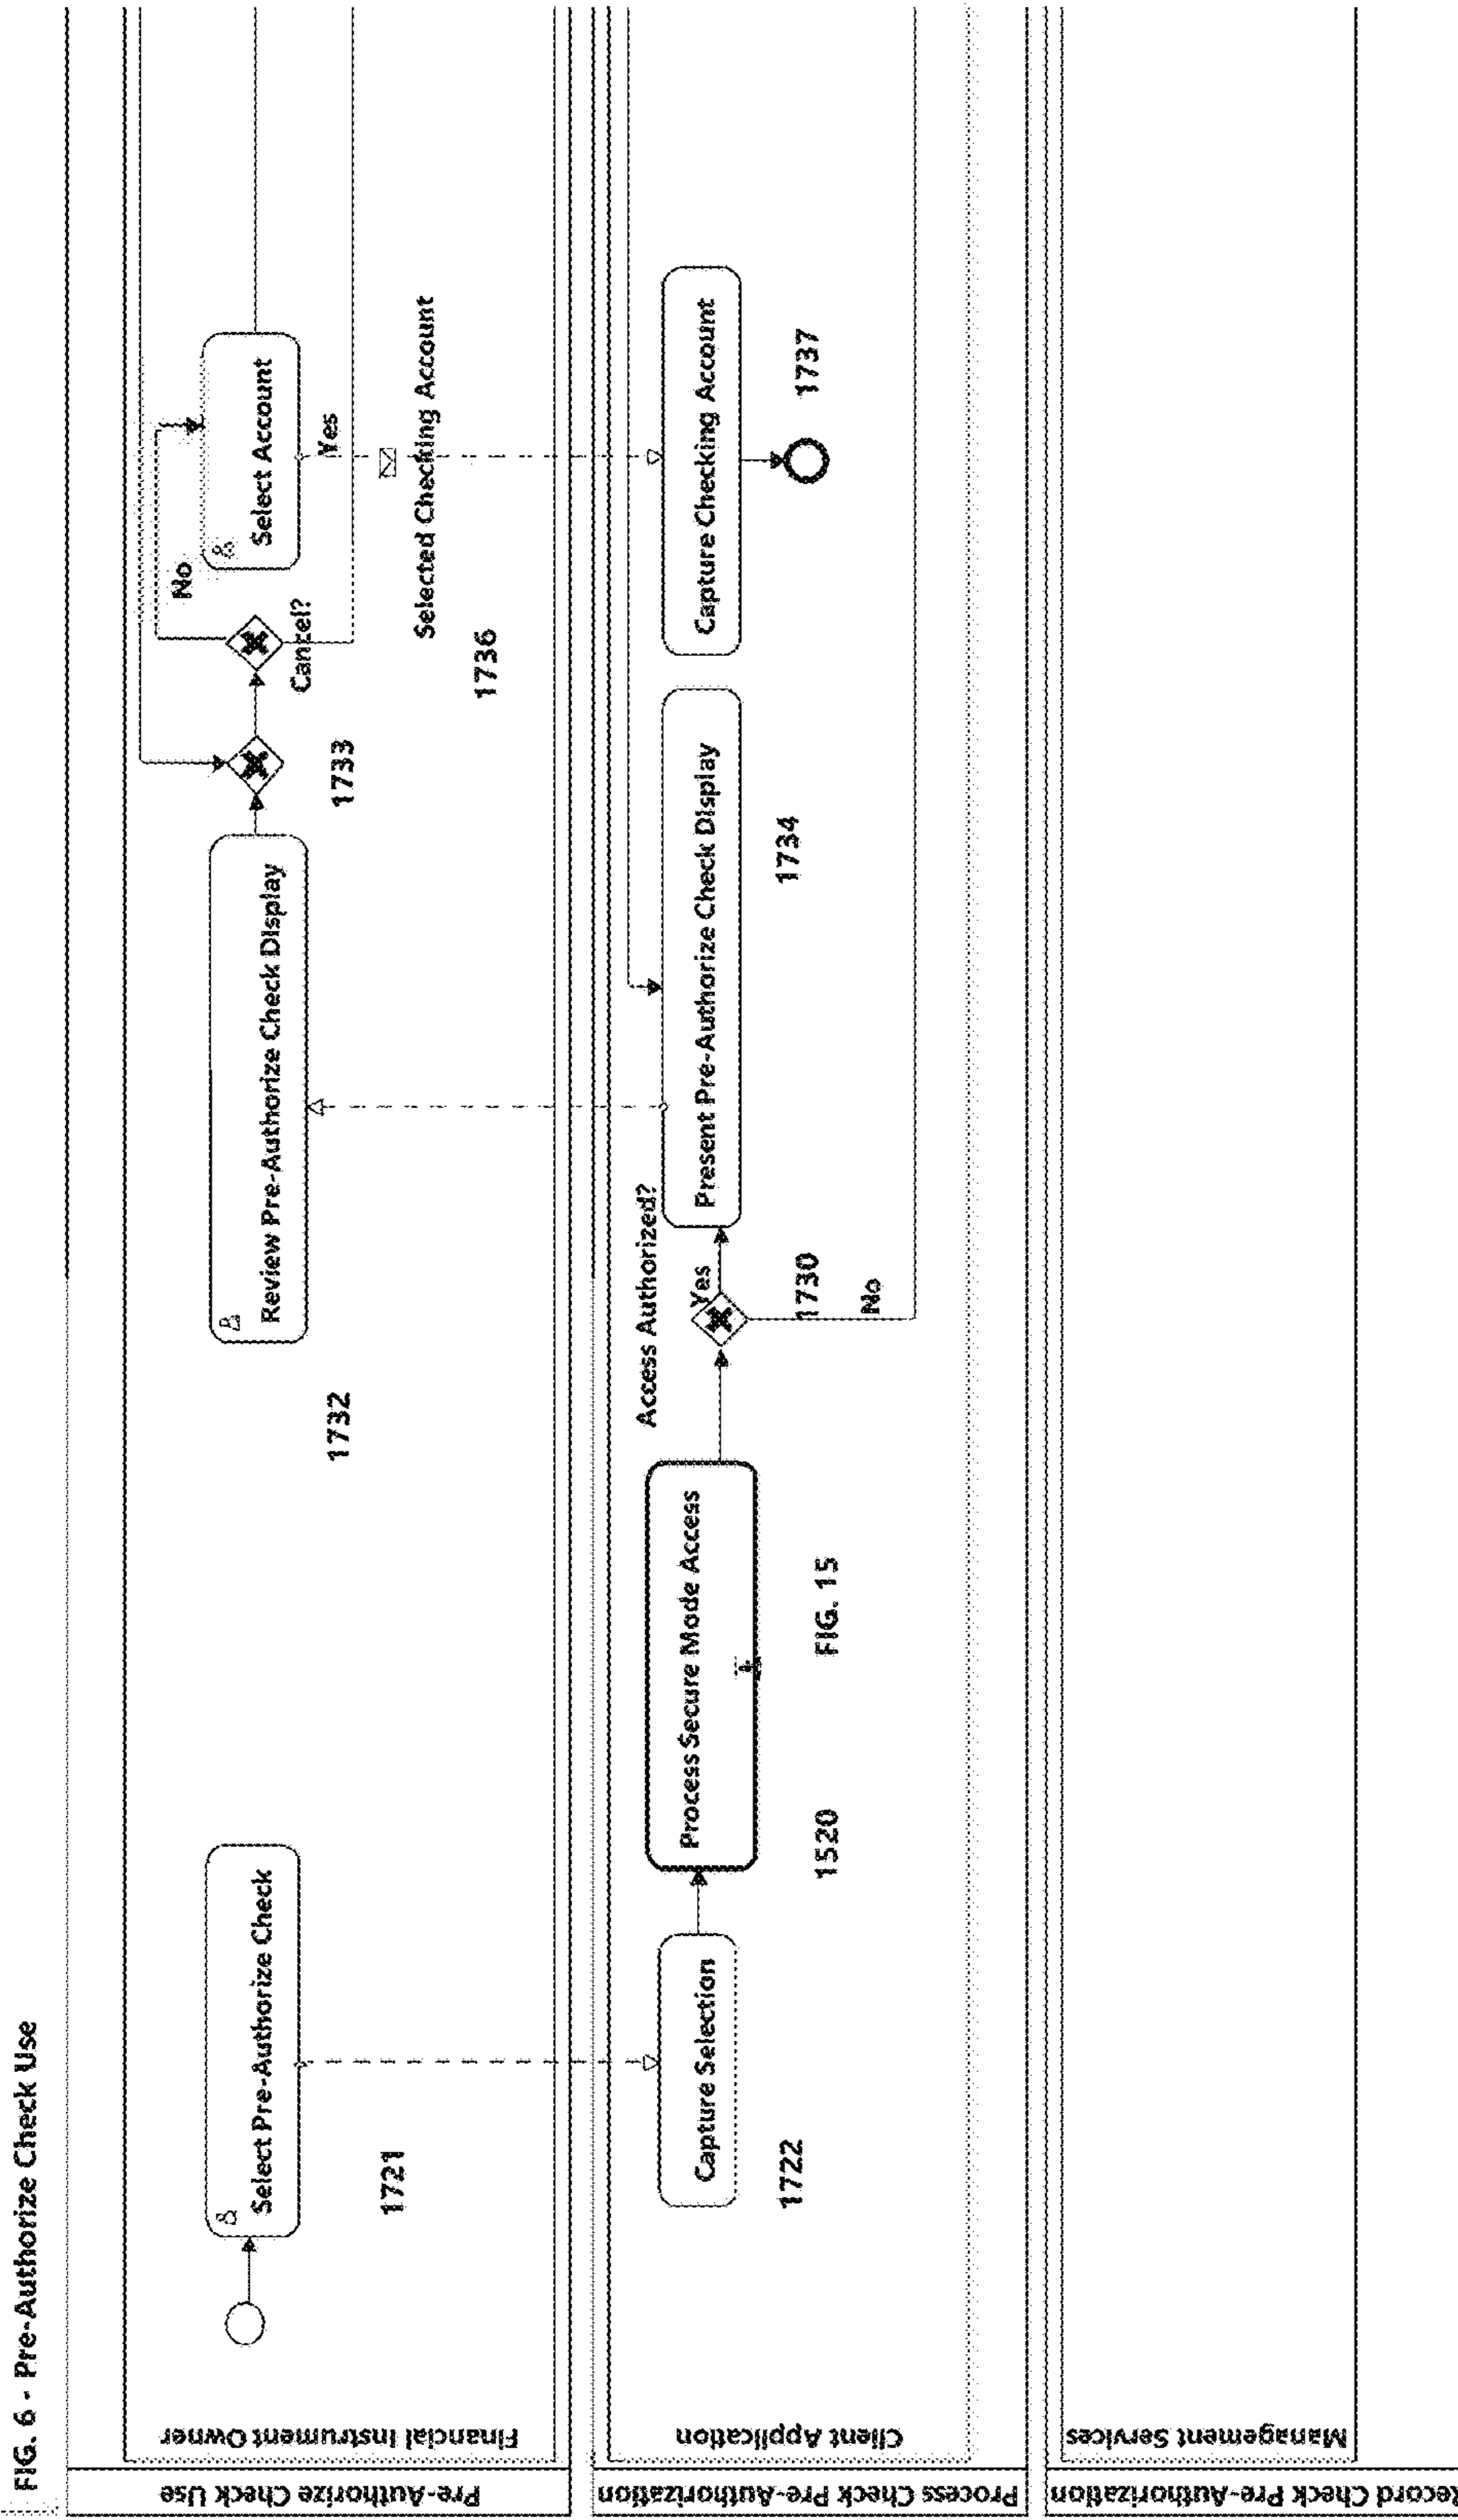 FIG. 6 - Pre-Authorize Check Use
Pre-Authorize Check Use
Financial Instrument Owner
Select Pre-Authorize Check
1721
Review Pre-Authorize Check Display
1732
1733
Cancel?
No
Yes
Select Account
Selected Checking Account
1736
Process Check Pre-Authorization
Client Application
Capture Selection
1722
Process Secure Mode Access
1520
FIG. 15
Access Authorized?
Yes
1730
No
Present Pre-Authorize Check Display
1734
Capture Checking Account
1737
Record Check Pre-Authorization
Management Services